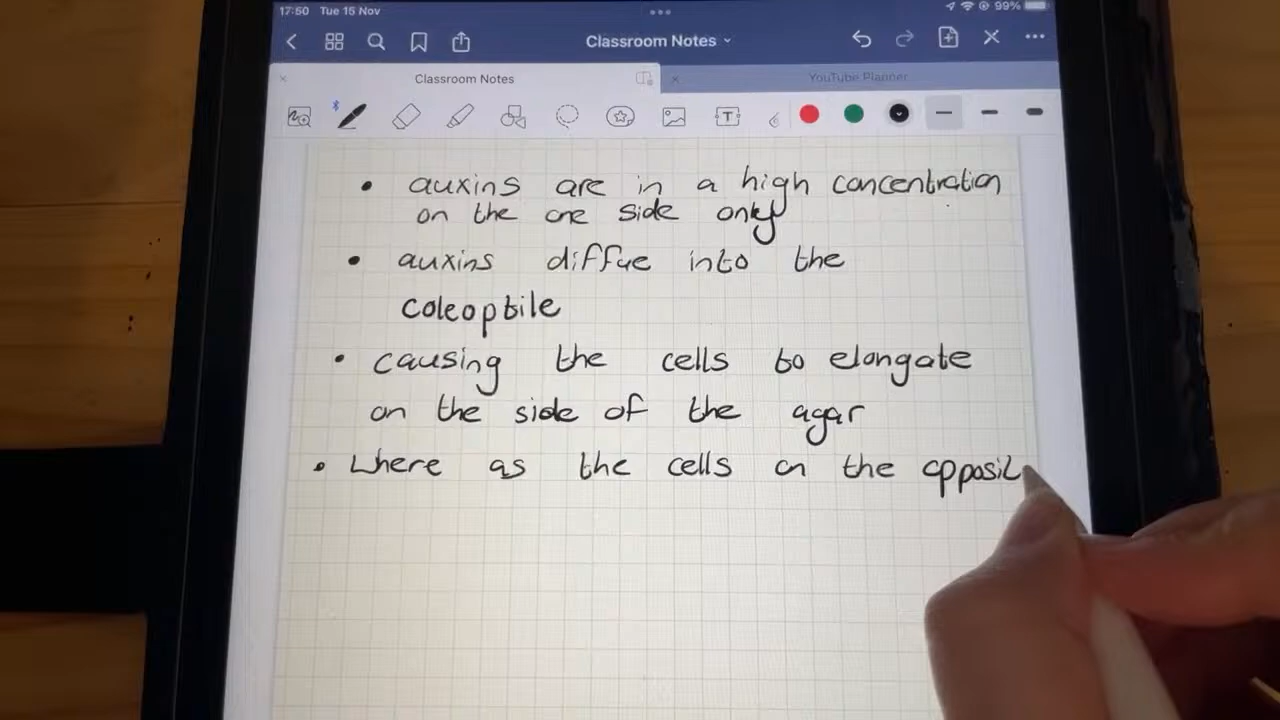 17:50 Tue 15 Nov
99%
Classroom Notes
Classroom Notes
YouTube Planner
T
• auxins are in a high concentration
on the one side only
• auxins diffue into the
coleoptile
• causing the cells to elongate
on the side of the agar
• Where as the cells on the opposit